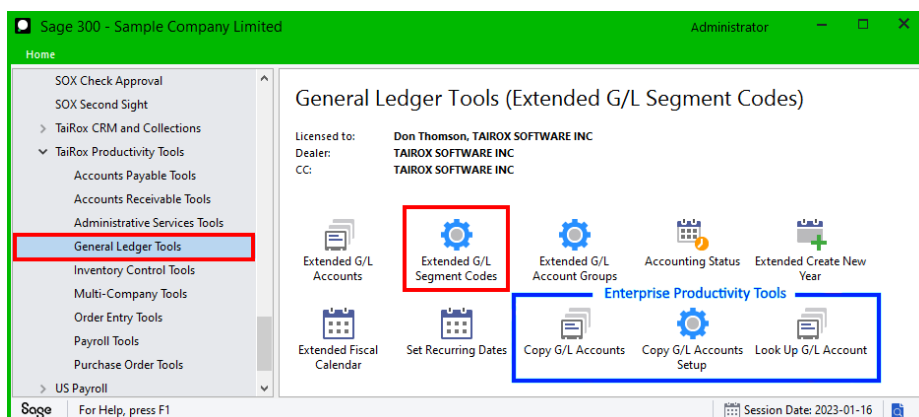 Sage 300 - Sample Company Limited
Administrator
Home
SOX Check Approval
SOX Second Sight
TaiRox CRM and Collections
TaiRox Productivity Tools
Accounts Payable Tools
Accounts Receivable Tools
Administrative Services Tools
General Ledger Tools
Inventory Control Tools
Multi-Company Tools
Order Entry Tools
Payroll Tools
Purchase Order Tools
US Payroll
General Ledger Tools (Extended G/L Segment Codes)
Licensed to: Don Thomson, TAIROX SOFTWARE INC
Dealer: TAIROX SOFTWARE INC
CC: TAIROX SOFTWARE INC
Extended G/L
Accounts
Extended G/L
Segment Codes
Extended G/L
Account Groups
Accounting Status
Extended Create New
Year
Enterprise Productivity Tools
Extended Fiscal
Calendar
Set Recurring Dates
Copy G/L Accounts
Copy G/L Accounts
Setup
Look Up G/L Account
Sage
For Help, press F1
Session Date: 2023-01-16